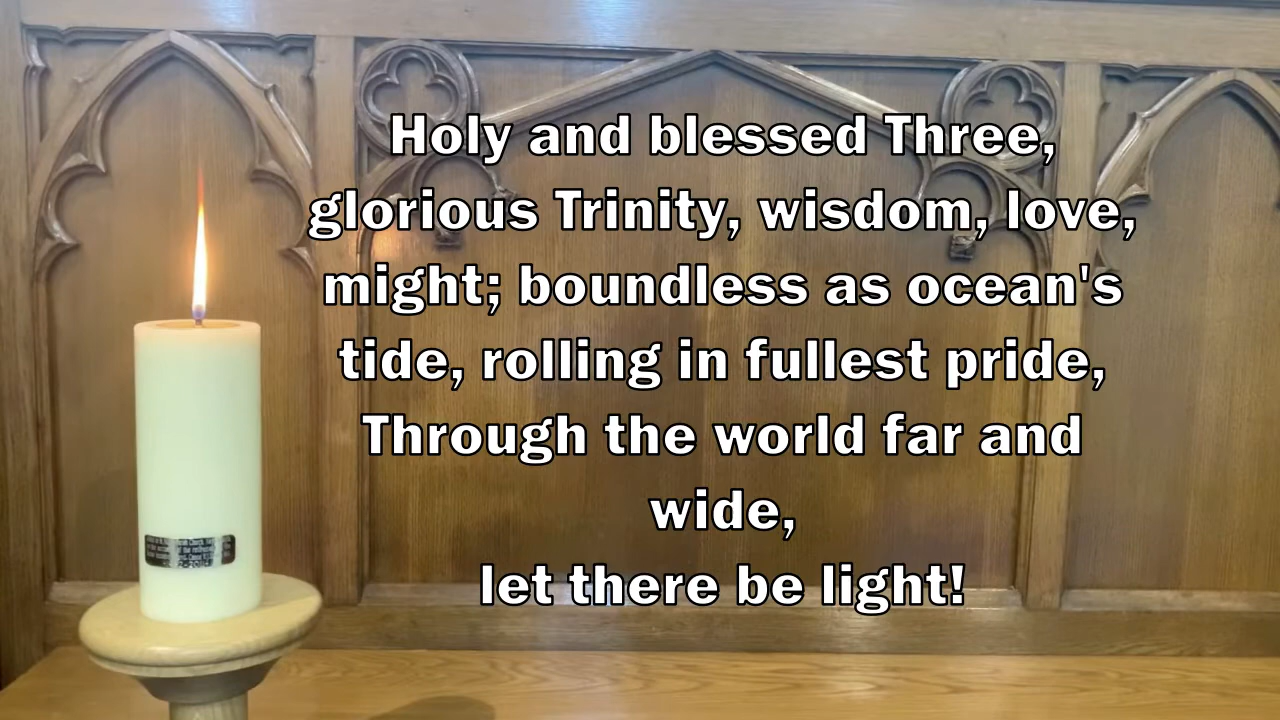 Holy and blessed Three,
glorious Trinity, wisdom, love,
might; boundless as ocean's
tide, rolling in fullest pride,
Through the world far and
wide,
let there be light!